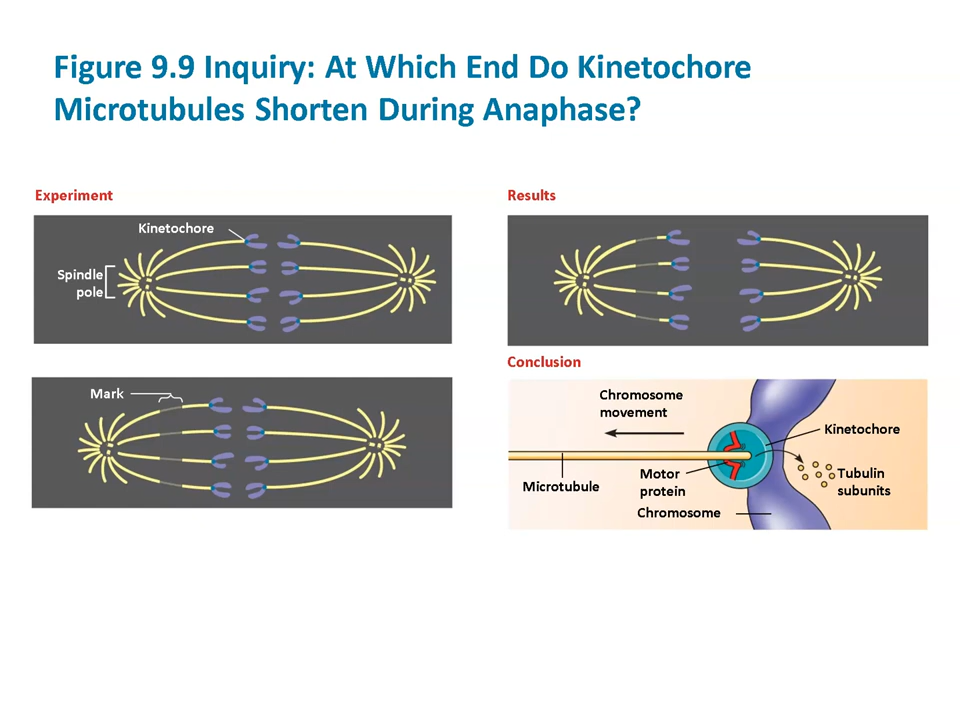 Figure 9.9 Inquiry: At Which End Do Kinetochore
Microtubules Shorten During Anaphase?
Experiment
Kinetochore
Spindle
pole
Mark
Results
Conclusion
Chromosome
movement
Kinetochore
Microtubule
Motor
protein
Tubulin
subunits
Chromosome